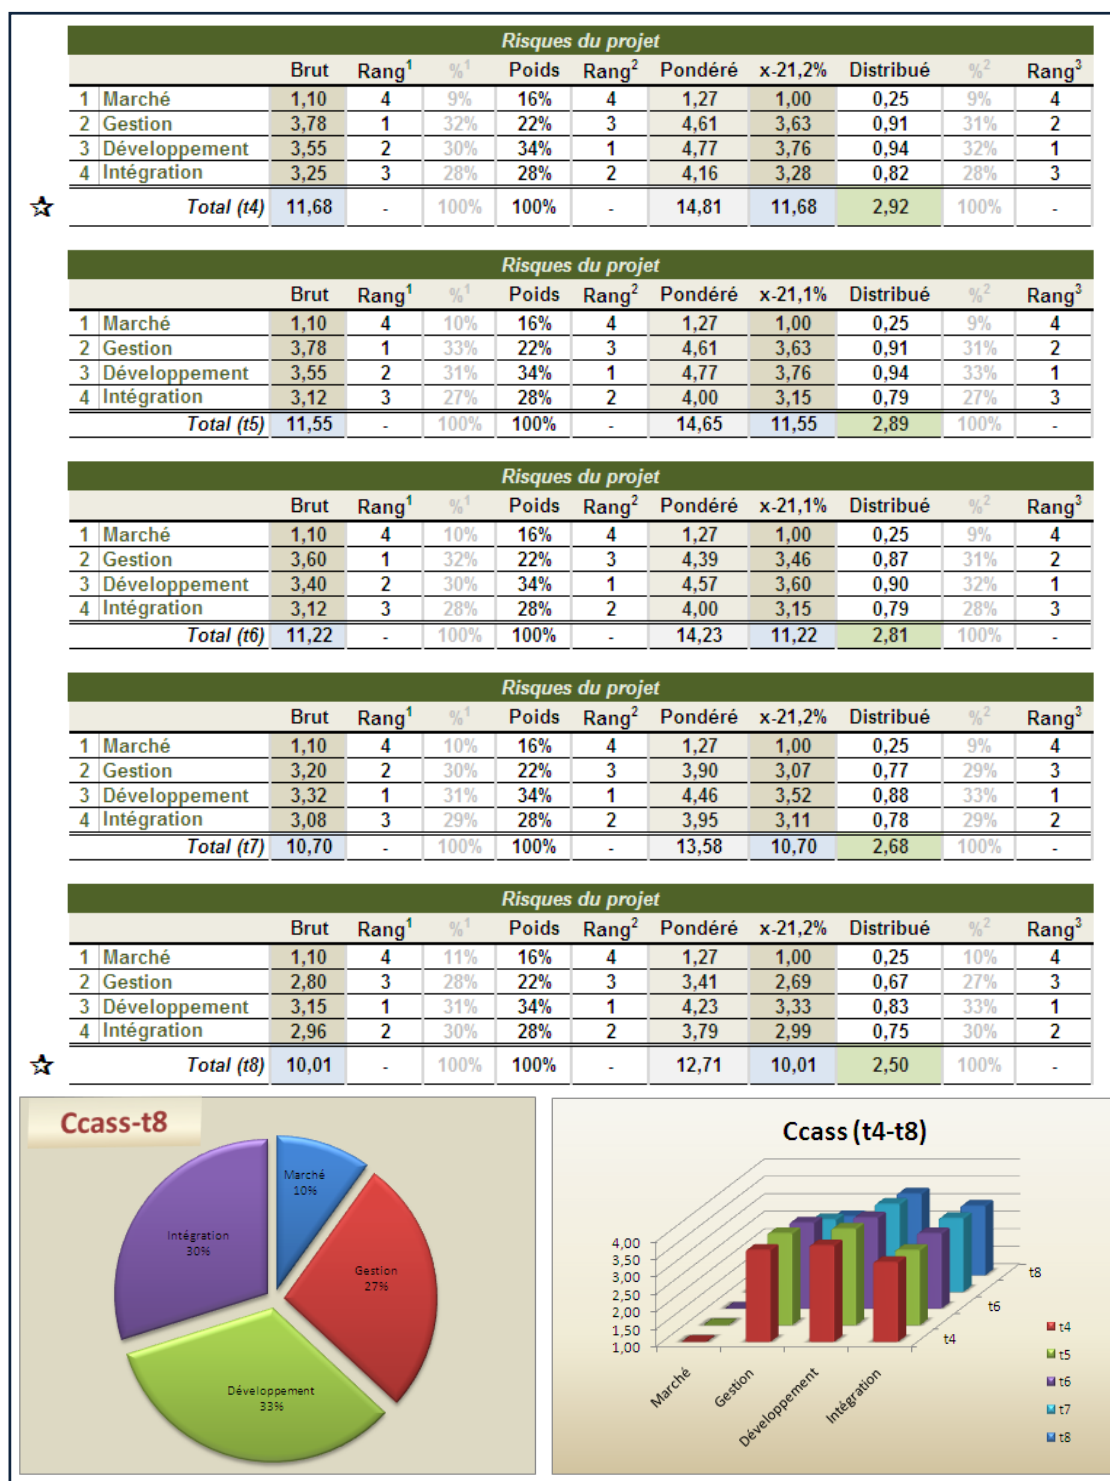 Risques du projet
Brut Rang¹ %¹ Poids Rang² Pondéré x-21,2% Distribué %² Rang³
1 Marché 1,10 4 9% 16% 4 1,27 1,00 0,25 9% 4
2 Gestion 3,78 1 32% 22% 3 4,61 3,63 0,91 31% 2
3 Développement 3,55 2 30% 34% 1 4,77 3,76 0,94 32% 1
4 Intégration 3,25 3 28% 28% 2 4,16 3,28 0,82 28% 3
Total (t4) 11,68 - 100% 100% - 14,81 11,68 2,92 100% -
Risques du projet
Brut Rang¹ %¹ Poids Rang² Pondéré x-21,1% Distribué %² Rang³
1 Marché 1,10 4 10% 16% 4 1,27 1,00 0,25 9% 4
2 Gestion 3,78 1 33% 22% 3 4,61 3,63 0,91 31% 2
3 Développement 3,55 2 31% 34% 1 4,77 3,76 0,94 33% 1
4 Intégration 3,12 3 27% 28% 2 4,00 3,15 0,79 27% 3
Total (t5) 11,55 - 100% 100% - 14,65 11,55 2,89 100% -
Risques du projet
Brut Rang¹ %¹ Poids Rang² Pondéré x-21,1% Distribué %² Rang³
1 Marché 1,10 4 10% 16% 4 1,27 1,00 0,25 9% 4
2 Gestion 3,60 1 32% 22% 3 4,39 3,46 0,87 31% 2
3 Développement 3,40 2 30% 34% 1 4,57 3,60 0,90 32% 1
4 Intégration 3,12 3 28% 28% 2 4,00 3,15 0,79 28% 3
Total (t6) 11,22 - 100% 100% - 14,23 11,22 2,81 100% -
Risques du projet
Brut Rang¹ %¹ Poids Rang² Pondéré x-21,2% Distribué %² Rang³
1 Marché 1,10 4 10% 16% 4 1,27 1,00 0,25 9% 4
2 Gestion 3,20 2 30% 22% 3 3,90 3,07 0,77 29% 3
3 Développement 3,32 1 31% 34% 1 4,46 3,52 0,88 33% 1
4 Intégration 3,08 3 29% 28% 2 3,95 3,11 0,78 29% 2
Total (t7) 10,70 - 100% 100% - 13,58 10,70 2,68 100% -
Risques du projet
Brut Rang¹ %¹ Poids Rang² Pondéré x-21,2% Distribué %² Rang³
1 Marché 1,10 4 11% 16% 4 1,27 1,00 0,25 10% 4
2 Gestion 2,80 3 28% 22% 3 3,41 2,69 0,67 27% 3
3 Développement 3,15 1 31% 34% 1 4,23 3,33 0,83 33% 1
4 Intégration 2,96 2 30% 28% 2 3,79 2,99 0,75 30% 2
Total (t8) 10,01 - 100% 100% - 12,71 10,01 2,50 100% -
Ccass-t8
Marché
10%
Gestion
27%
Développement
33%
Intégration
30%
Ccass (t4-t8)
4,00
3,50
3,00
2,50
2,00
1,50
1,00
Marché
Gestion
Développement
Intégration
t4
t6
t8
t4
t5
t6
t7
t8